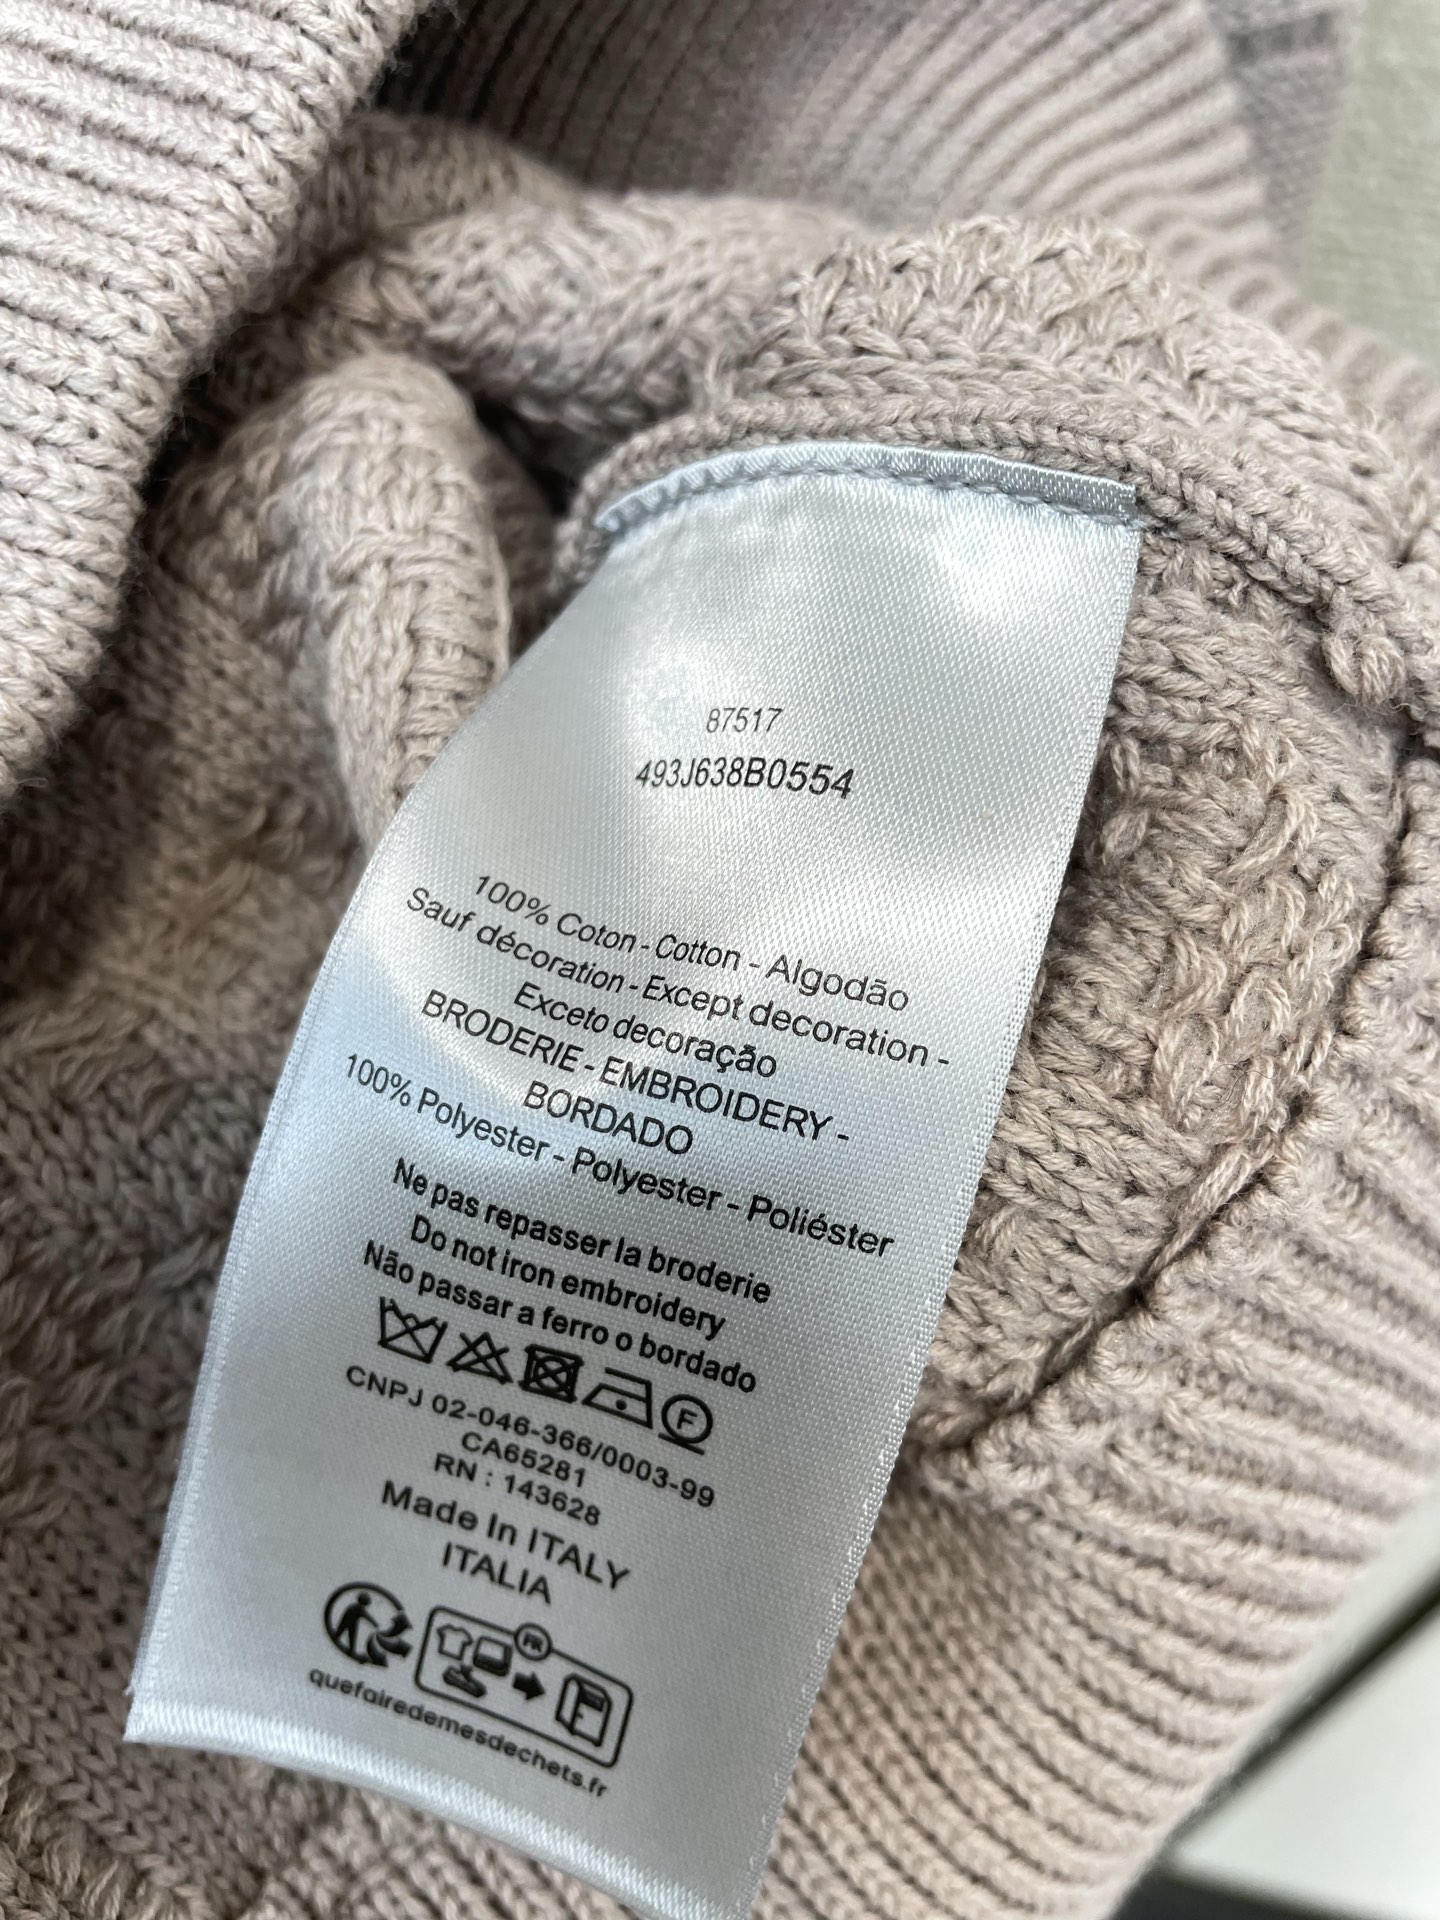 87517
493J638B0554
100% Coton - Cotton - Algodão
Sauf décoration - Except decoration -
Exceto decoração
BRODERIE - EMBROIDERY -
BORDADO
100% Polyester - Polyester - Poliéster
Ne pas repasser la broderie
Do not iron embroidery
Não passar a ferro o bordado
F
CNPJ 02-046-366/0003-99
CA65281
RN : 143628
Made In ITALY
ITALIA
FR
quefairedemesdechets.fr